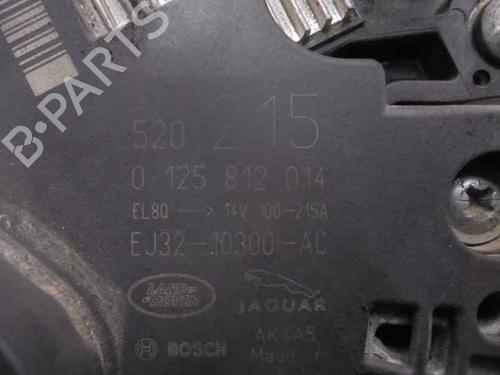 B-PARTS
520 215
0 125 812 014
EL8Q --> 14V 100-215A
EJ32-10300-AC
LAND ROVER
JAGUAR
BOSCH AKTA5
Made